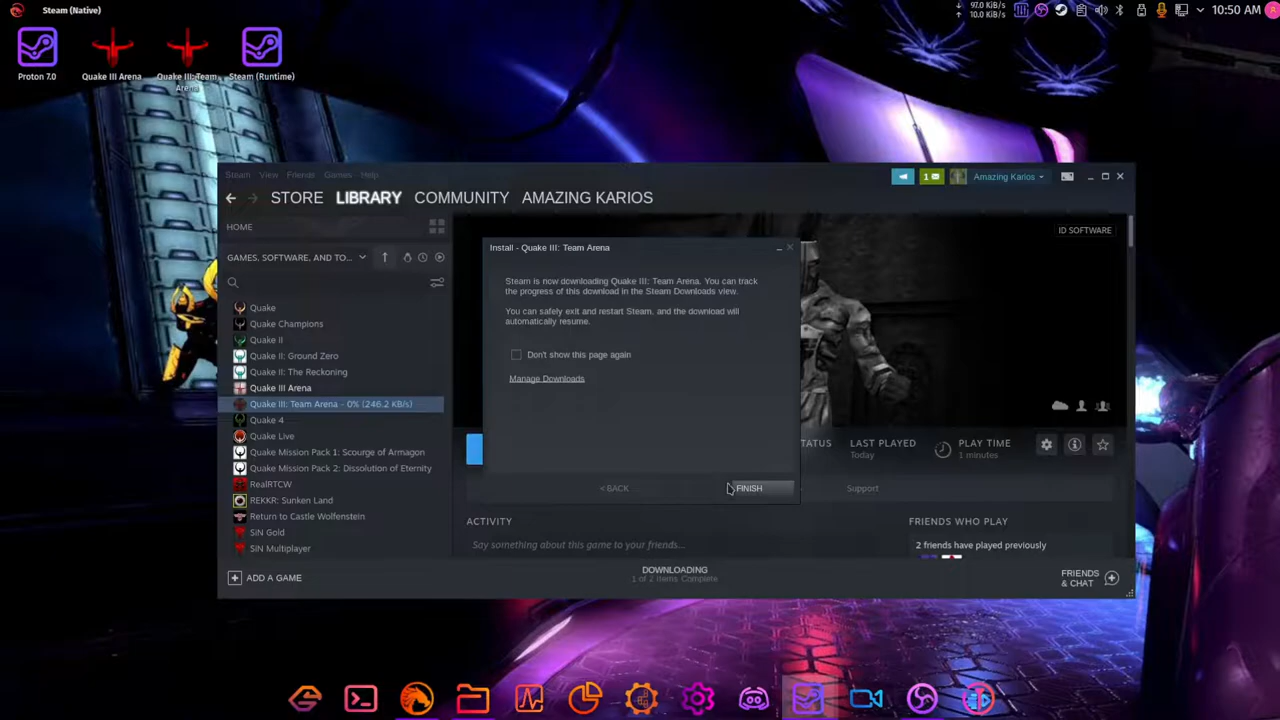 Steam (Native)
97.0 KiB/s
10.0 KiB/s
10:50 AM
Proton 7.0
Quake III Arena
Quake III: Team
Arena
Steam (Runtime)
Steam View Friends Games Help
1
Amazing Karios
STORE LIBRARY COMMUNITY AMAZING KARIOS
HOME
ID SOFTWARE
GAMES, SOFTWARE, AND TO...
Install - Quake III: Team Arena
Steam is now downloading Quake III: Team Arena. You can track
the progress of this download in the Steam Downloads view.
You can safely exit and restart Steam, and the download will
automatically resume.
Don't show this page again
Manage Downloads
< BACK
FINISH
Quake
Quake Champions
Quake II
Quake II: Ground Zero
Quake II: The Reckoning
Quake III Arena
Quake III: Team Arena - 0% (246.2 KB/s)
Quake 4
Quake Live
Quake Mission Pack 1: Scourge of Armagon
Quake Mission Pack 2: Dissolution of Eternity
RealRTCW
REKKR: Sunken Land
Return to Castle Wolfenstein
SiN Gold
SiN Multiplayer
LAST PLAYED
Today
PLAY TIME
1 minutes
Support
ACTIVITY
Say something about this game to your friends...
FRIENDS WHO PLAY
2 friends have played previously
ADD A GAME
DOWNLOADING
1 of 2 Items Complete
FRIENDS
& CHAT